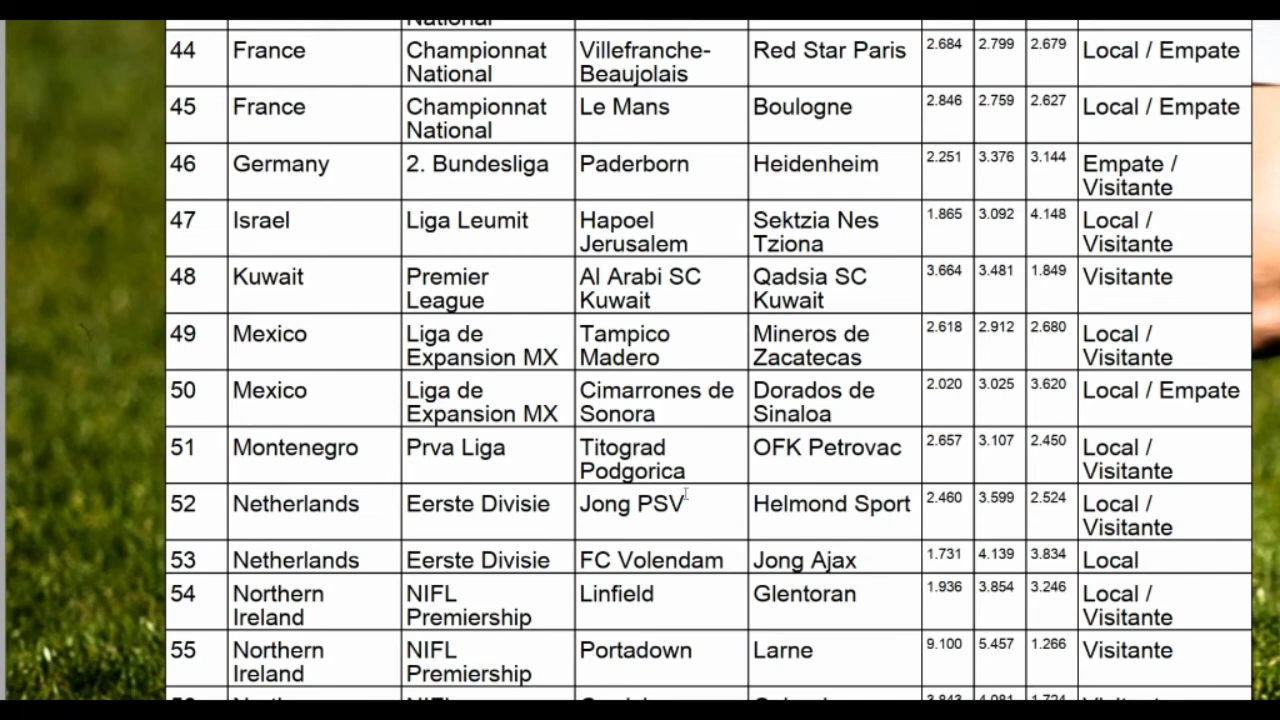 National
44 France Championnat National Villefranche-Beaujolais Red Star Paris 2.684 2.799 2.679 Local / Empate
45 France Championnat National Le Mans Boulogne 2.846 2.759 2.627 Local / Empate
46 Germany 2. Bundesliga Paderborn Heidenheim 2.251 3.376 3.144 Empate / Visitante
47 Israel Liga Leumit Hapoel Jerusalem Sektzia Nes Tziona 1.865 3.092 4.148 Local / Visitante
48 Kuwait Premier League Al Arabi SC Kuwait Qadsia SC Kuwait 3.664 3.481 1.849 Visitante
49 Mexico Liga de Expansion MX Tampico Madero Mineros de Zacatecas 2.618 2.912 2.680 Local / Visitante
50 Mexico Liga de Expansion MX Cimarrones de Sonora Dorados de Sinaloa 2.020 3.025 3.620 Local / Empate
51 Montenegro Prva Liga Titograd Podgorica OFK Petrovac 2.657 3.107 2.450 Local / Visitante
52 Netherlands Eerste Divisie Jong PSV Helmond Sport 2.460 3.599 2.524 Local / Visitante
53 Netherlands Eerste Divisie FC Volendam Jong Ajax 1.731 4.139 3.834 Local
54 Northern Ireland NIFL Premiership Linfield Glentoran 1.936 3.854 3.246 Local / Visitante
55 Northern Ireland NIFL Premiership Portadown Larne 9.100 5.457 1.266 Visitante